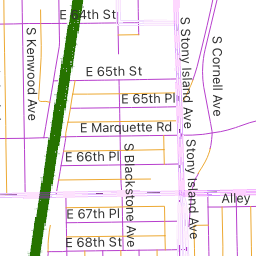 E 64th St
S Kenwood Ave
S Stony Island Ave
S Cornell Ave
E 65th St
E 65th Pl
E Marquette Rd
E 66th Pl
S Blackstone Ave
Stony Island Ave
Alley
E 67th Pl
E 68th St